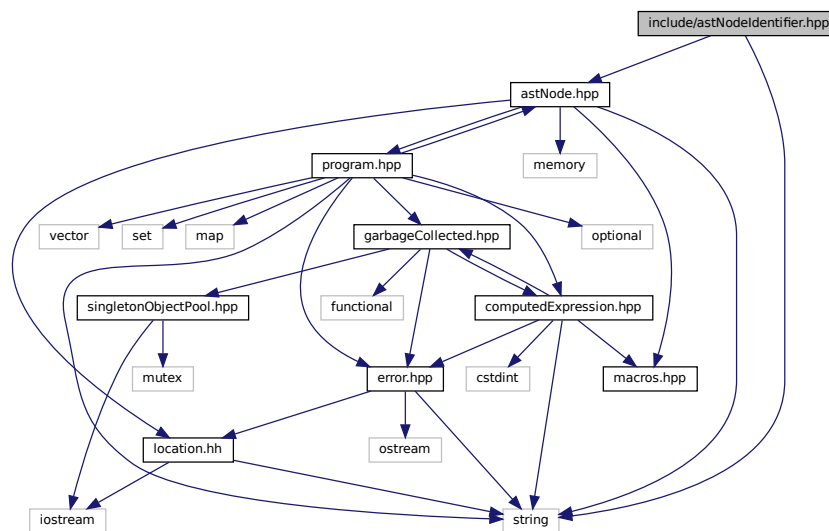 include/astNodeIdentifier.hpp
astNode.hpp
program.hpp
memory
vector
set
map
garbageCollected.hpp
optional
singletonObjectPool.hpp
functional
computedExpression.hpp
mutex
error.hpp
cstdint
macros.hpp
location.hh
ostream
iostream
string